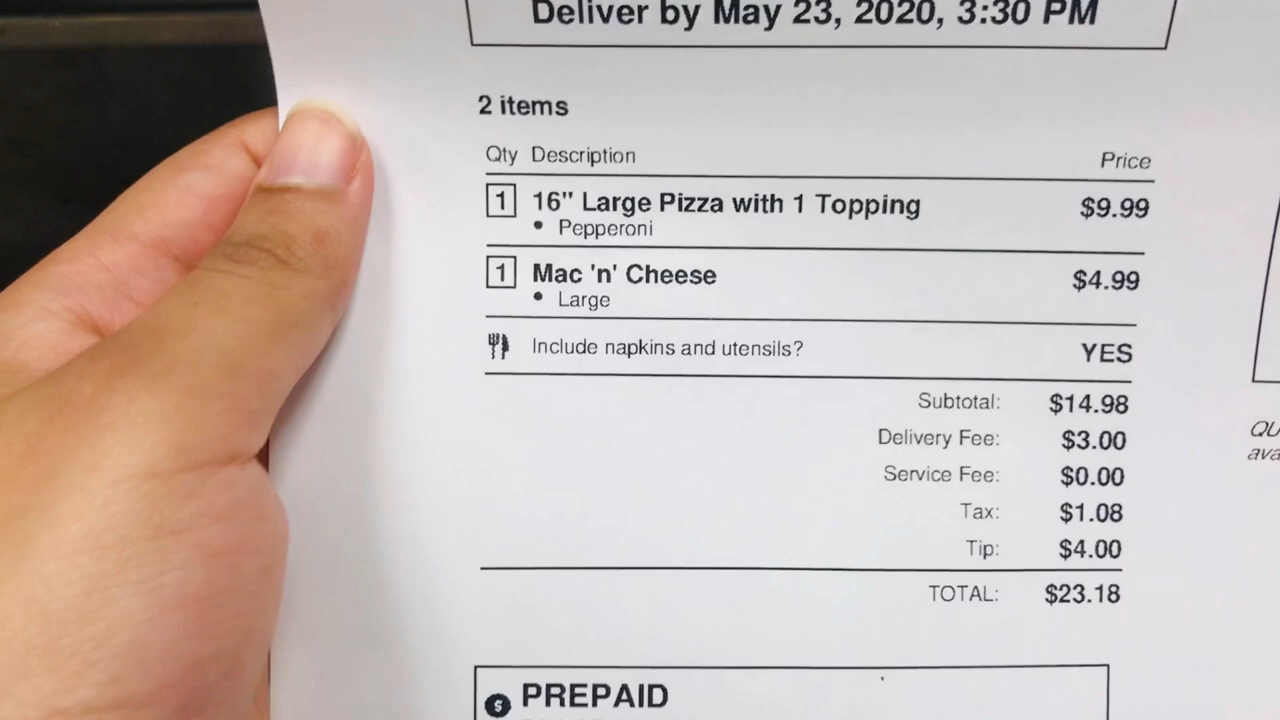 Deliver by May 23, 2020, 3:30 PM
2 items
Qty Description Price
1 16" Large Pizza with 1 Topping $9.99
• Pepperoni
1 Mac 'n' Cheese $4.99
• Large
Include napkins and utensils? YES
Subtotal: $14.98
Delivery Fee: $3.00
Service Fee: $0.00
Tax: $1.08
Tip: $4.00
TOTAL: $23.18
$ PREPAID